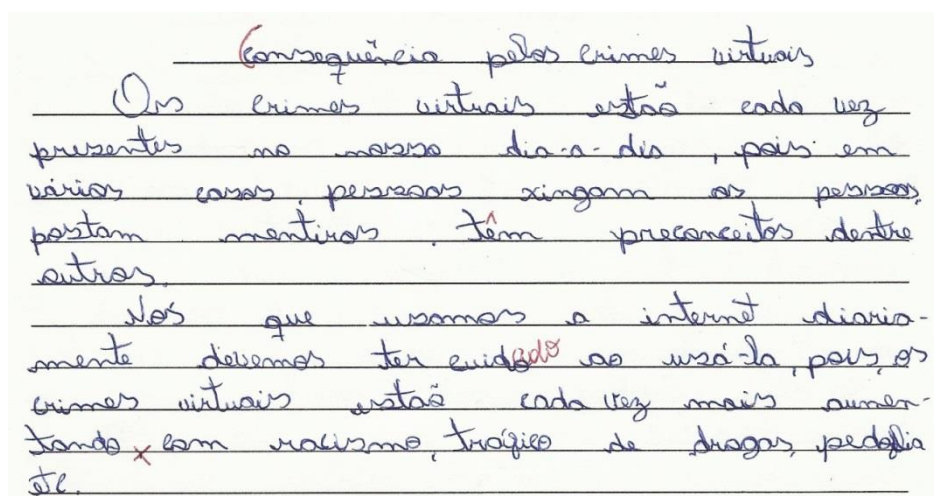 Consequência pelos crimes virtuais
Os crimes virtuais estão cada vez
presentes no nosso dia-a-dia, pois em
vários casos, pessoas xingam as pessoas,
postam mentiras, têm preconceitos dentre
outros.
Nós que usamos a internet diaria-
mente devemos ter cuidado ao usá-la, pois, os
crimes virtuais estão cada vez mais aumen-
tando x com racismo, tráfico de drogas, pedofilia
etc.